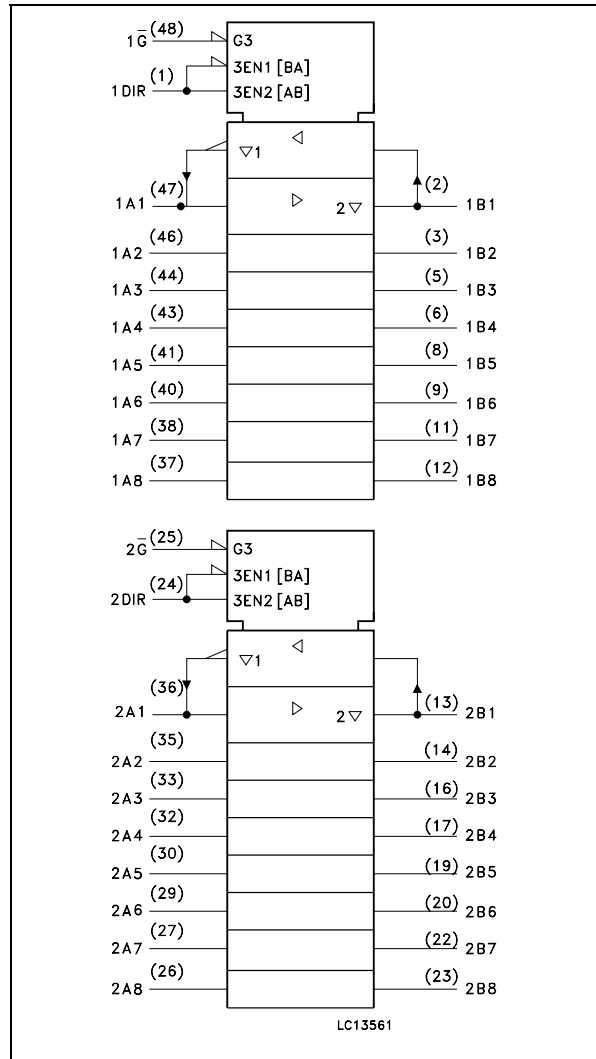 1G̅ (48) G3
3EN1 [BA]
1DIR (1) 3EN2 [AB]
▽1 ◁
1A1 (47) ▷ 2▽ (2) 1B1
1A2 (46) (3) 1B2
1A3 (44) (5) 1B3
1A4 (43) (6) 1B4
1A5 (41) (8) 1B5
1A6 (40) (9) 1B6
1A7 (38) (11) 1B7
1A8 (37) (12) 1B8
2G̅ (25) G3
3EN1 [BA]
2DIR (24) 3EN2 [AB]
▽1 ◁
2A1 (36) ▷ 2▽ (13) 2B1
2A2 (35) (14) 2B2
2A3 (33) (16) 2B3
2A4 (32) (17) 2B4
2A5 (30) (19) 2B5
2A6 (29) (20) 2B6
2A7 (27) (22) 2B7
2A8 (26) (23) 2B8
LC13561